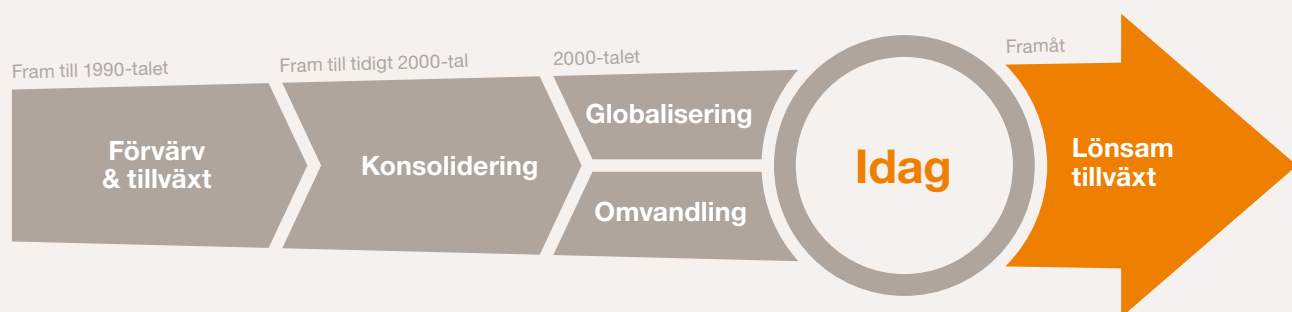 Fram till 1990-talet
Förvärv
& tillväxt
Fram till tidigt 2000-tal
Konsolidering
2000-talet
Globalisering
Omvandling
Idag
Framåt
Lönsam
tillväxt